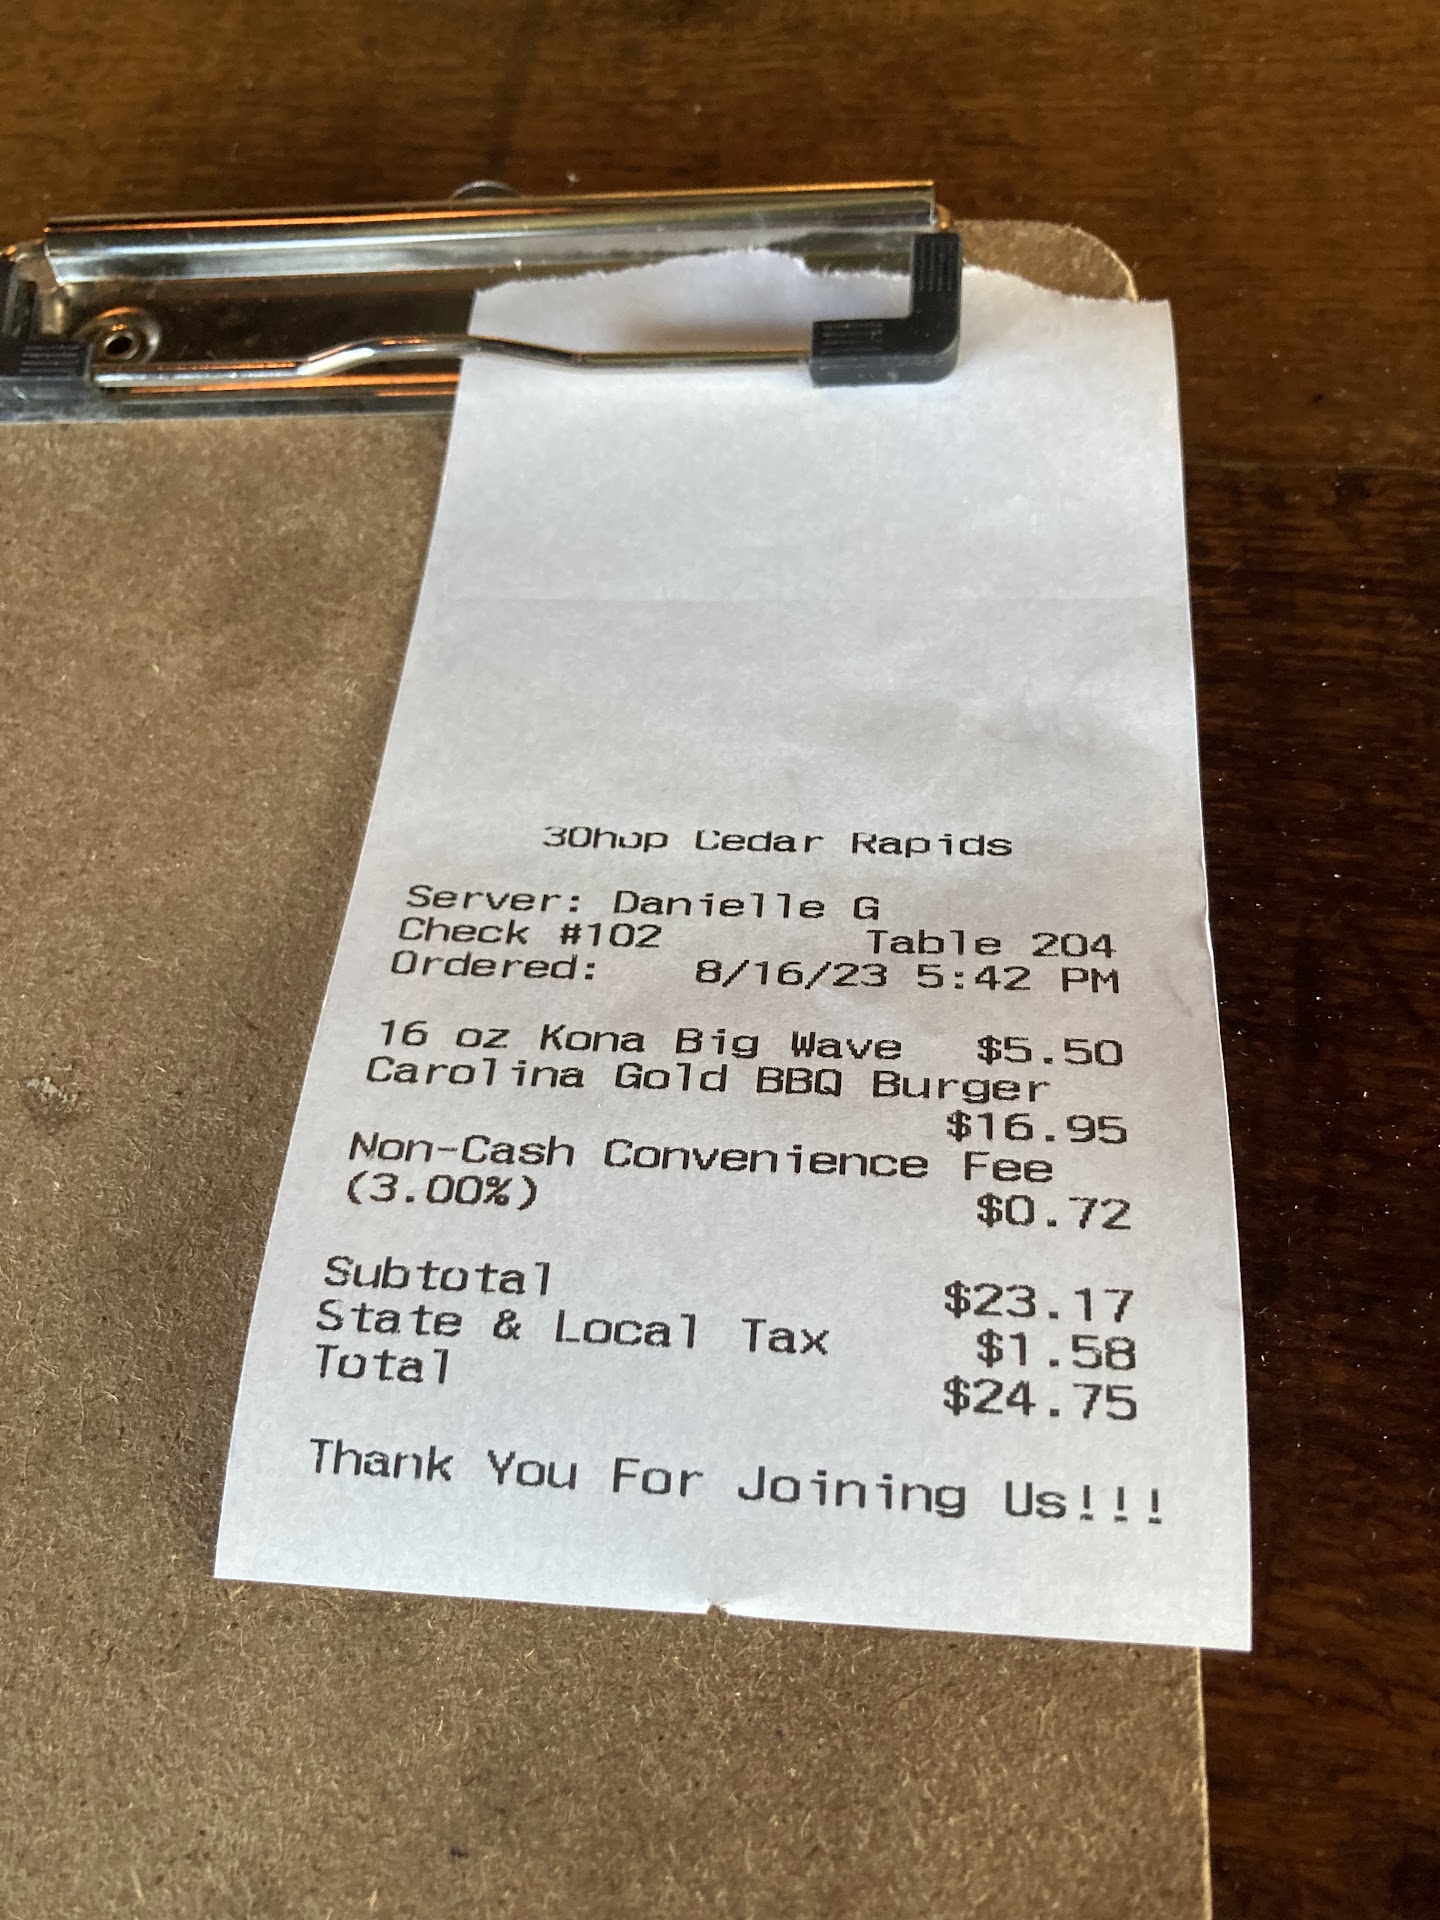 30hop Cedar Rapids
Server: Danielle G
Check #102 Table 204
Ordered: 8/16/23 5:42 PM
16 oz Kona Big Wave $5.50
Carolina Gold BBQ Burger
$16.95
Non-Cash Convenience Fee
(3.00%) $0.72
Subtotal $23.17
State & Local Tax $1.58
Total $24.75
Thank You For Joining Us!!!